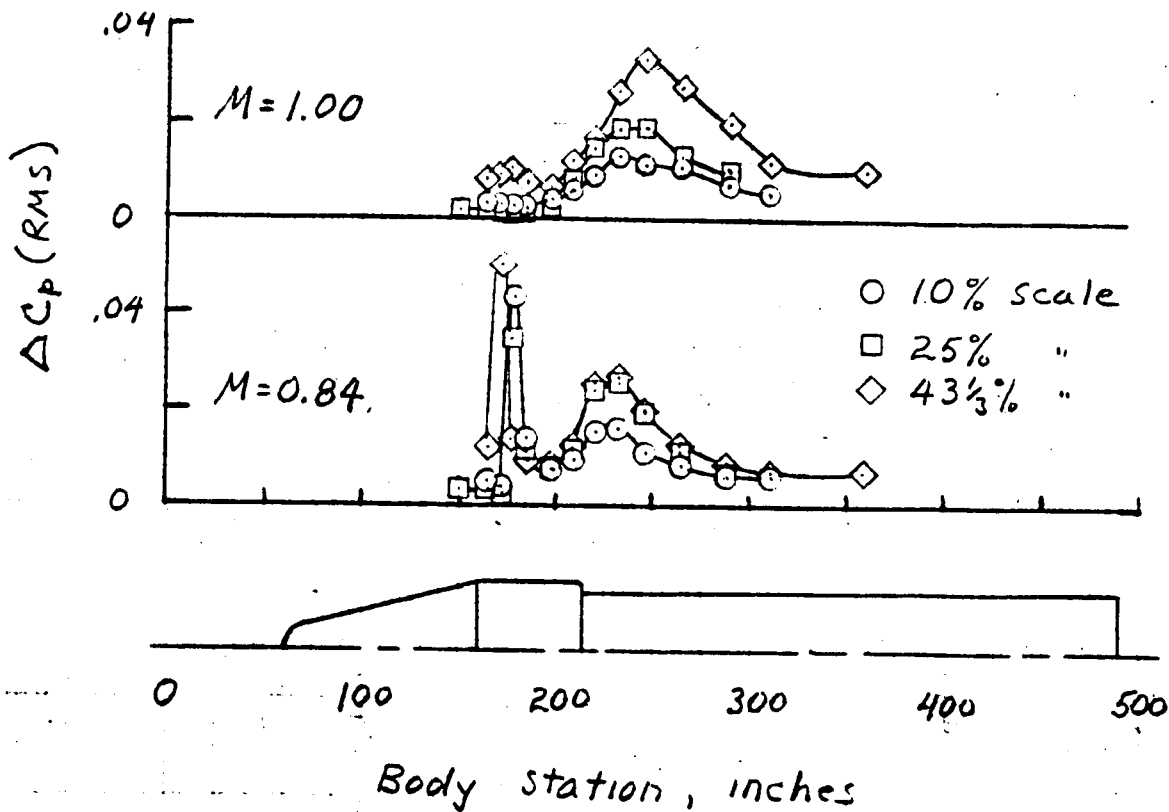 .04
M=1.00
0
ΔCp (RMS)
.04
M=0.84.
0
10% scale
25% "
43⅓% "
0 100 200 300 400 500
Body station, inches